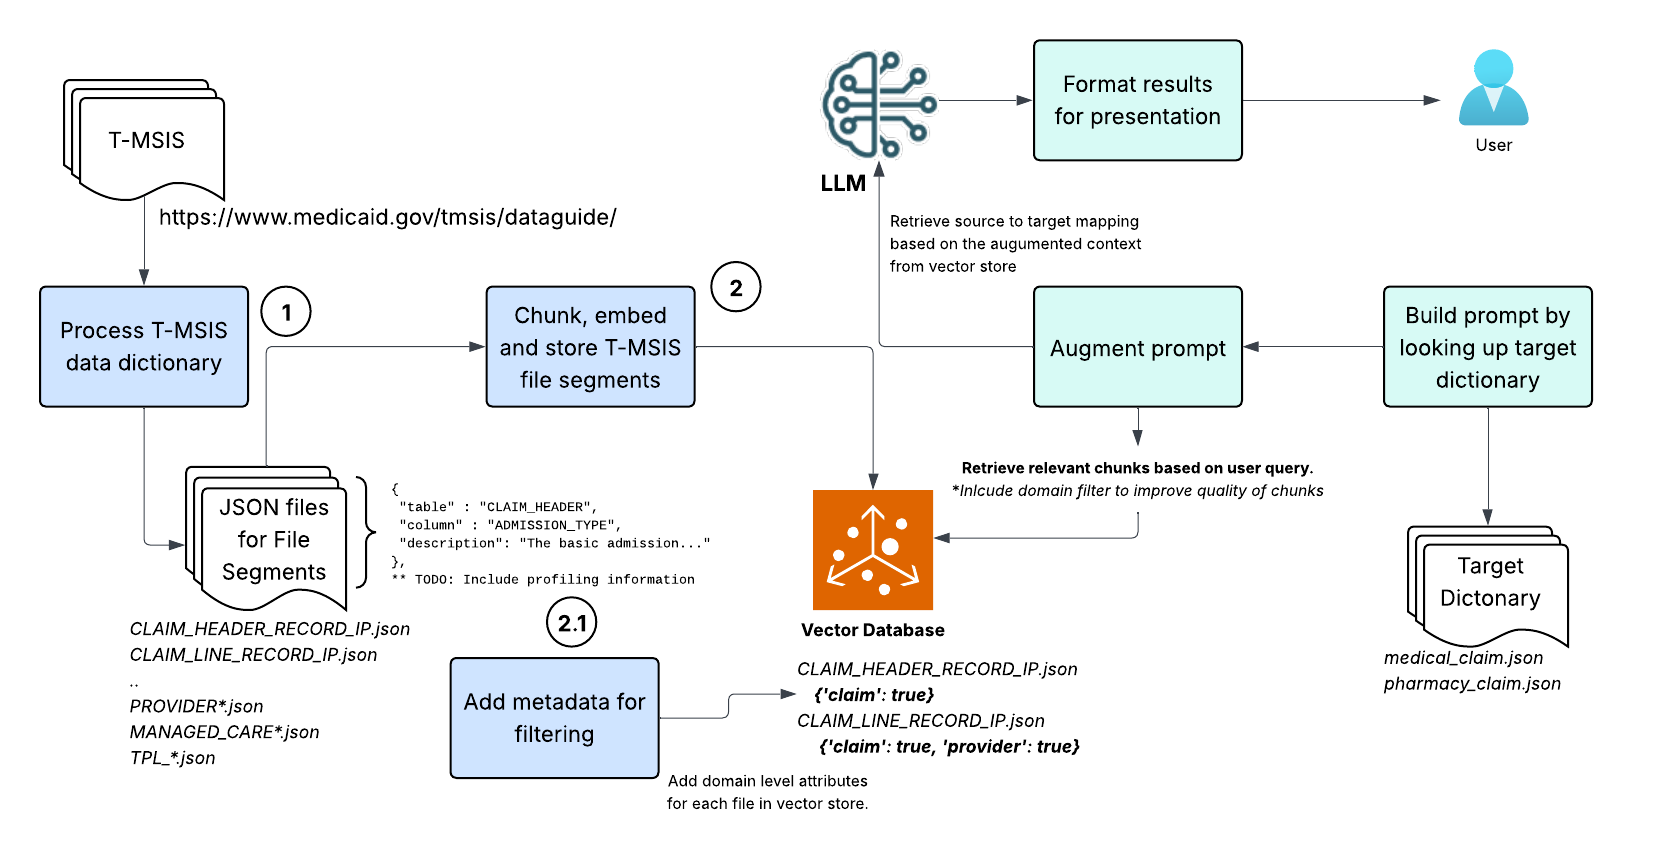 T-MSIS
https://www.medicaid.gov/tmsis/dataguide/
Process T-MSIS
data dictionary
1
JSON files
for File
Segments
{
"table" : "CLAIM_HEADER",
"column" : "ADMISSION_TYPE",
"description": "The basic admission..."
},
** TODO: Include profiling information
CLAIM_HEADER_RECORD_IP.json
CLAIM_LINE_RECORD_IP.json
..
PROVIDER*.json
MANAGED_CARE*.json
TPL_*.json
Chunk, embed
and store T-MSIS
file segments
2
2.1
Add metadata for
filtering
Add domain level attributes
for each file in vector store.
Vector Database
CLAIM_HEADER_RECORD_IP.json
{'claim': true}
CLAIM_LINE_RECORD_IP.json
{'claim': true, 'provider': true}
LLM
Format results
for presentation
User
Retrieve source to target mapping
based on the augumented context
from vector store
Augment prompt
Build prompt by
looking up target
dictionary
Retrieve relevant chunks based on user query.
*Inlcude domain filter to improve quality of chunks
Target
Dictonary
medical_claim.json
pharmacy_claim.json